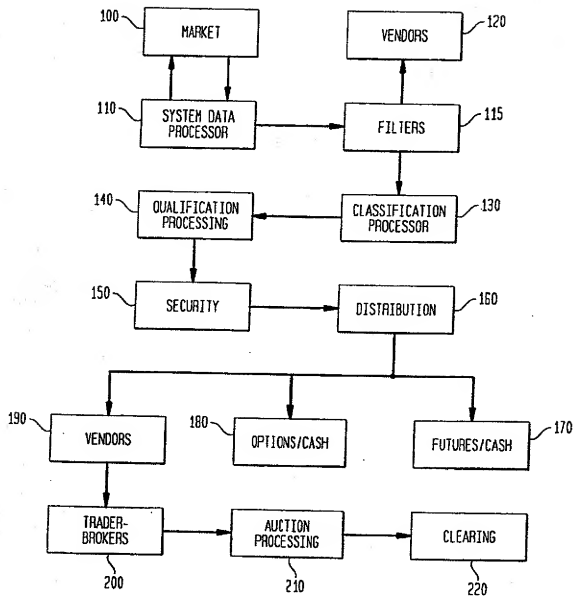 100
MARKET
VENDORS
120
110
SYSTEM DATA
PROCESSOR
FILTERS
115
140
QUALIFICATION
PROCESSING
CLASSIFICATION
PROCESSOR
130
150
SECURITY
DISTRIBUTION
160
190
VENDORS
180
OPTIONS/CASH
FUTURES/CASH
170
TRADER-
BROKERS
200
AUCTION
PROCESSING
210
CLEARING
220